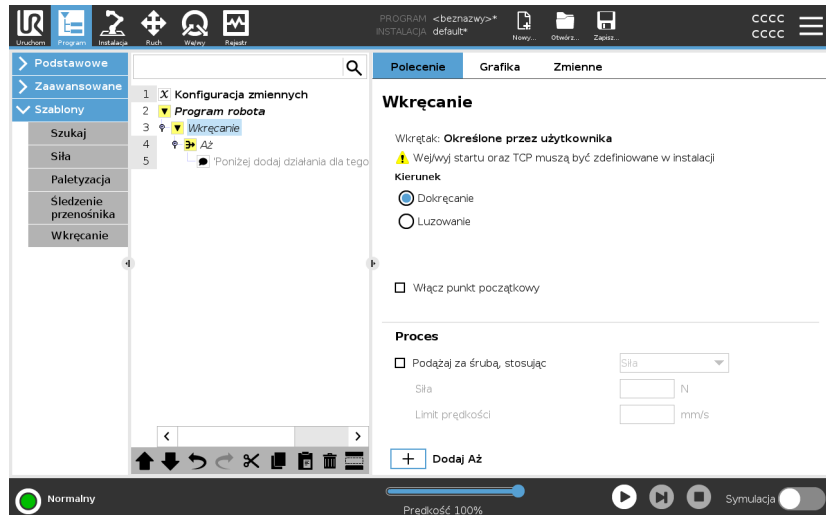 Uruchom
Program
Instalacja
Ruch
We/wy
Rejestr
PROGRAM <beznazwy>*
INSTALACJA default*
Nowy...
Otwórz...
Zapisz...
cccc
cccc
Podstawowe
Zaawansowane
Szablony
Szukaj
Siła
Paletyzacja
Śledzenie
przenośnika
Wkręcanie
1 X Konfiguracja zmiennych
2 Program robota
3 Wkręcanie
4 Aż
5 'Poniżej dodaj działania dla tego
Polecenie
Grafika
Zmienne
Wkręcanie
Wkrętak: Określone przez użytkownika
Wej/wyj startu oraz TCP muszą być zdefiniowane w instalacji
Kierunek
Dokręcanie
Luzowanie
Włącz punkt początkowy
Proces
Podążaj za śrubą, stosując
Siła
Siła
N
Limit prędkości
mm/s
+ Dodaj Aż
Normalny
Prędkość 100%
Symulacja